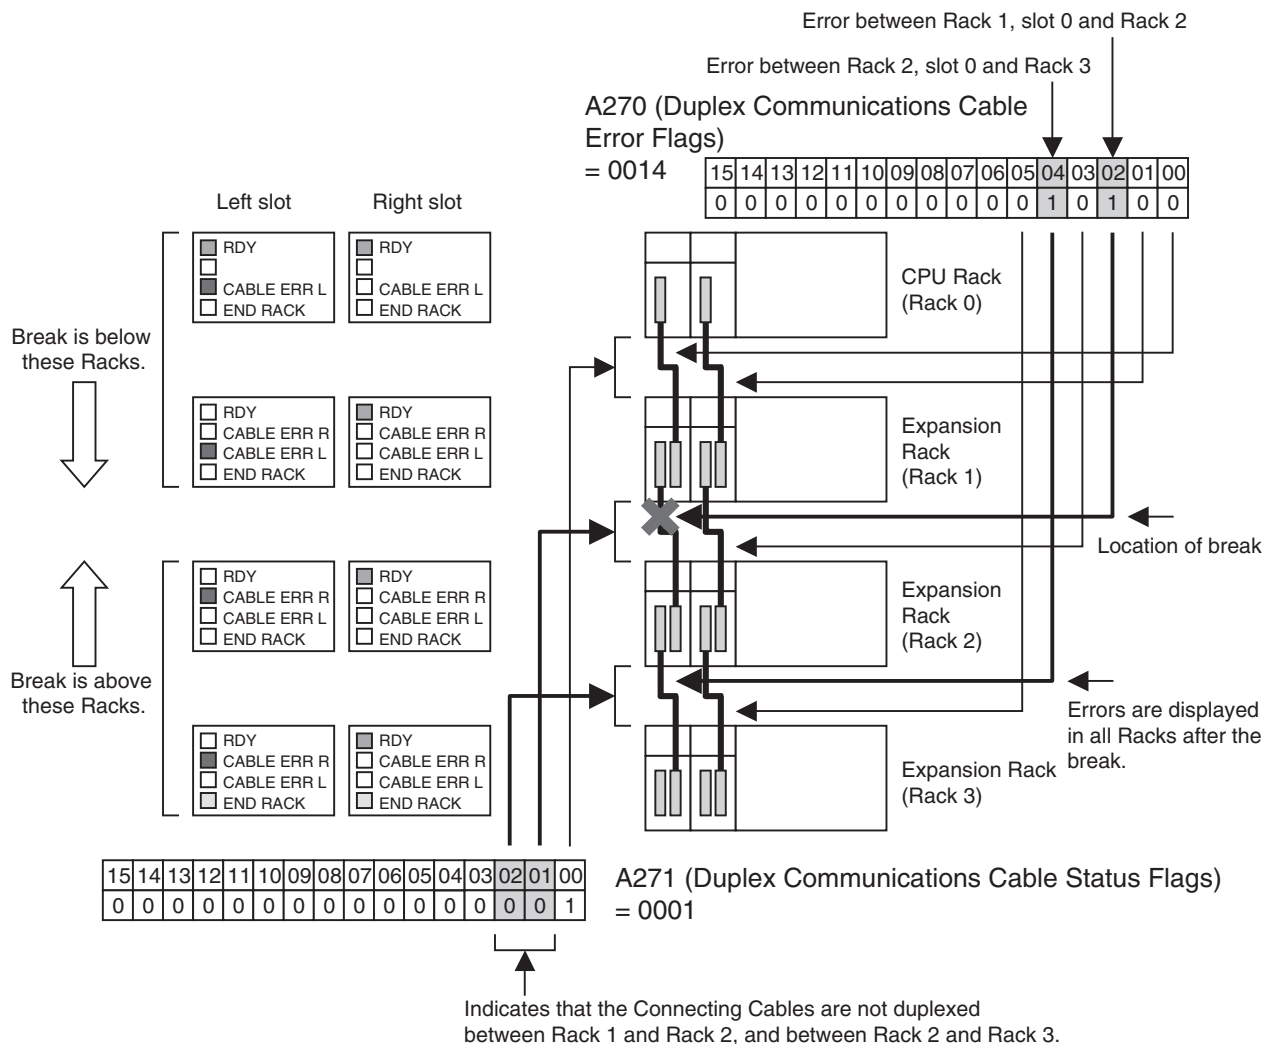 Error between Rack 1, slot 0 and Rack 2
Error between Rack 2, slot 0 and Rack 3
A270 (Duplex Communications Cable
Error Flags)
= 0014
15 14 13 12 11 10 09 08 07 06 05 04 03 02 01 00
0 0 0 0 0 0 0 0 0 0 0 1 0 1 0 0
Left slot Right slot
RDY RDY
CABLE ERR L CABLE ERR L
END RACK END RACK
CPU Rack
(Rack 0)
Break is below
these Racks.
RDY RDY
CABLE ERR R CABLE ERR R
CABLE ERR L CABLE ERR L
END RACK END RACK
Expansion
Rack
(Rack 1)
Location of break
RDY RDY
CABLE ERR R CABLE ERR R
CABLE ERR L CABLE ERR L
END RACK END RACK
Expansion
Rack
(Rack 2)
Break is above
these Racks.
Errors are displayed
in all Racks after the
break.
RDY RDY
CABLE ERR R CABLE ERR R
CABLE ERR L CABLE ERR L
END RACK END RACK
Expansion Rack
(Rack 3)
15 14 13 12 11 10 09 08 07 06 05 04 03 02 01 00
0 0 0 0 0 0 0 0 0 0 0 0 0 0 0 1
A271 (Duplex Communications Cable Status Flags)
= 0001
Indicates that the Connecting Cables are not duplexed
between Rack 1 and Rack 2, and between Rack 2 and Rack 3.